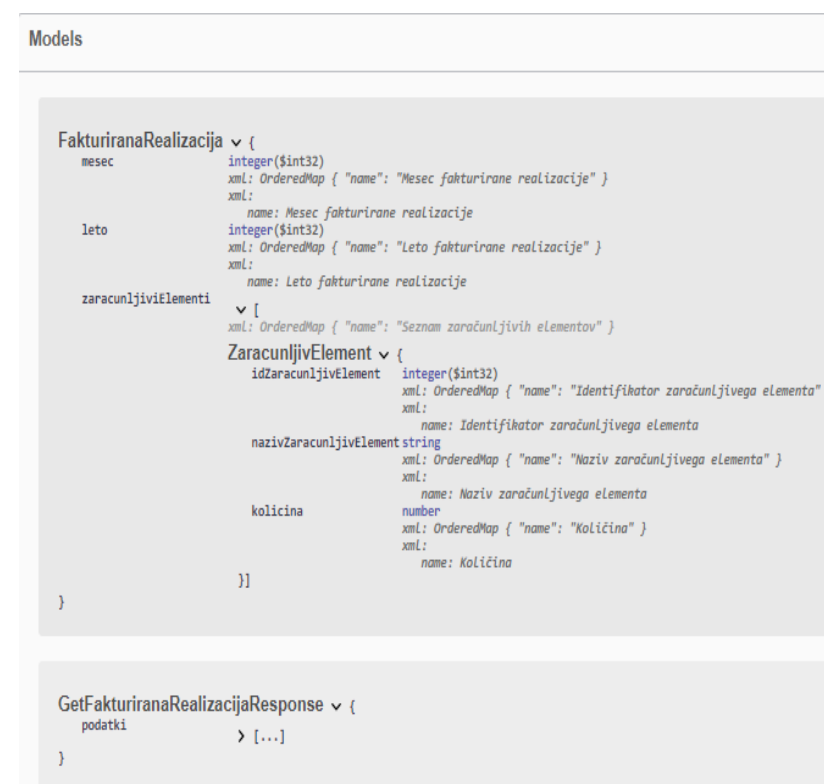 Models
FakturiranaRealizacija {
mesec integer($int32)
xml: OrderedMap { "name": "Mesec fakturirane realizacije" }
xml:
name: Mesec fakturirane realizacije
leto integer($int32)
xml: OrderedMap { "name": "Leto fakturirane realizacije" }
xml:
name: Leto fakturirane realizacije
zaracunljiviElementi
[
xml: OrderedMap { "name": "Seznam zaračunljivih elementov" }
ZaracunljivElement {
idZaracunljivElement integer($int32)
xml: OrderedMap { "name": "Identifikator zaračunljivega elementa"
xml:
name: Identifikator zaračunljivega elementa
nazivZaracunljivElement string
xml: OrderedMap { "name": "Naziv zaračunljivega elementa" }
xml:
name: Naziv zaračunljivega elementa
kolicina number
xml: OrderedMap { "name": "Količina" }
xml:
name: Količina
}]
}
GetFakturiranaRealizacijaResponse {
podatki
[...]
}